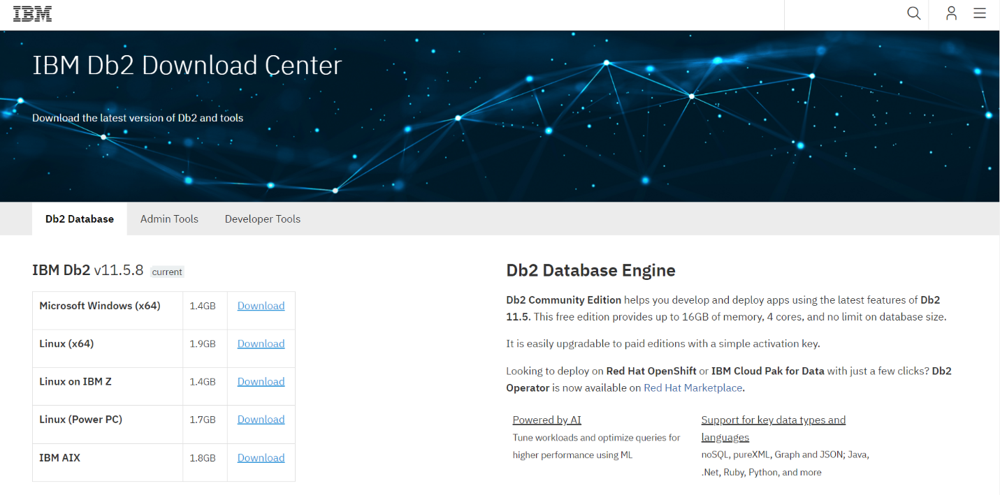 IBM
IBM Db2 Download Center
Download the latest version of Db2 and tools
Db2 Database Admin Tools Developer Tools
IBM Db2 v11.5.8 current
Microsoft Windows (x64) 1.4GB Download
Linux (x64) 1.9GB Download
Linux on IBM Z 1.4GB Download
Linux (Power PC) 1.7GB Download
IBM AIX 1.8GB Download
Db2 Database Engine
Db2 Community Edition helps you develop and deploy apps using the latest features of Db2
11.5. This free edition provides up to 16GB of memory, 4 cores, and no limit on database size.
It is easily upgradable to paid editions with a simple activation key.
Looking to deploy on Red Hat OpenShift or IBM Cloud Pak for Data with just a few clicks? Db2
Operator is now available on Red Hat Marketplace.
Powered by AI
Tune workloads and optimize queries for
higher performance using ML
Support for key data types and
languages
noSQL, pureXML, Graph and JSON; Java,
.Net, Ruby, Python, and more